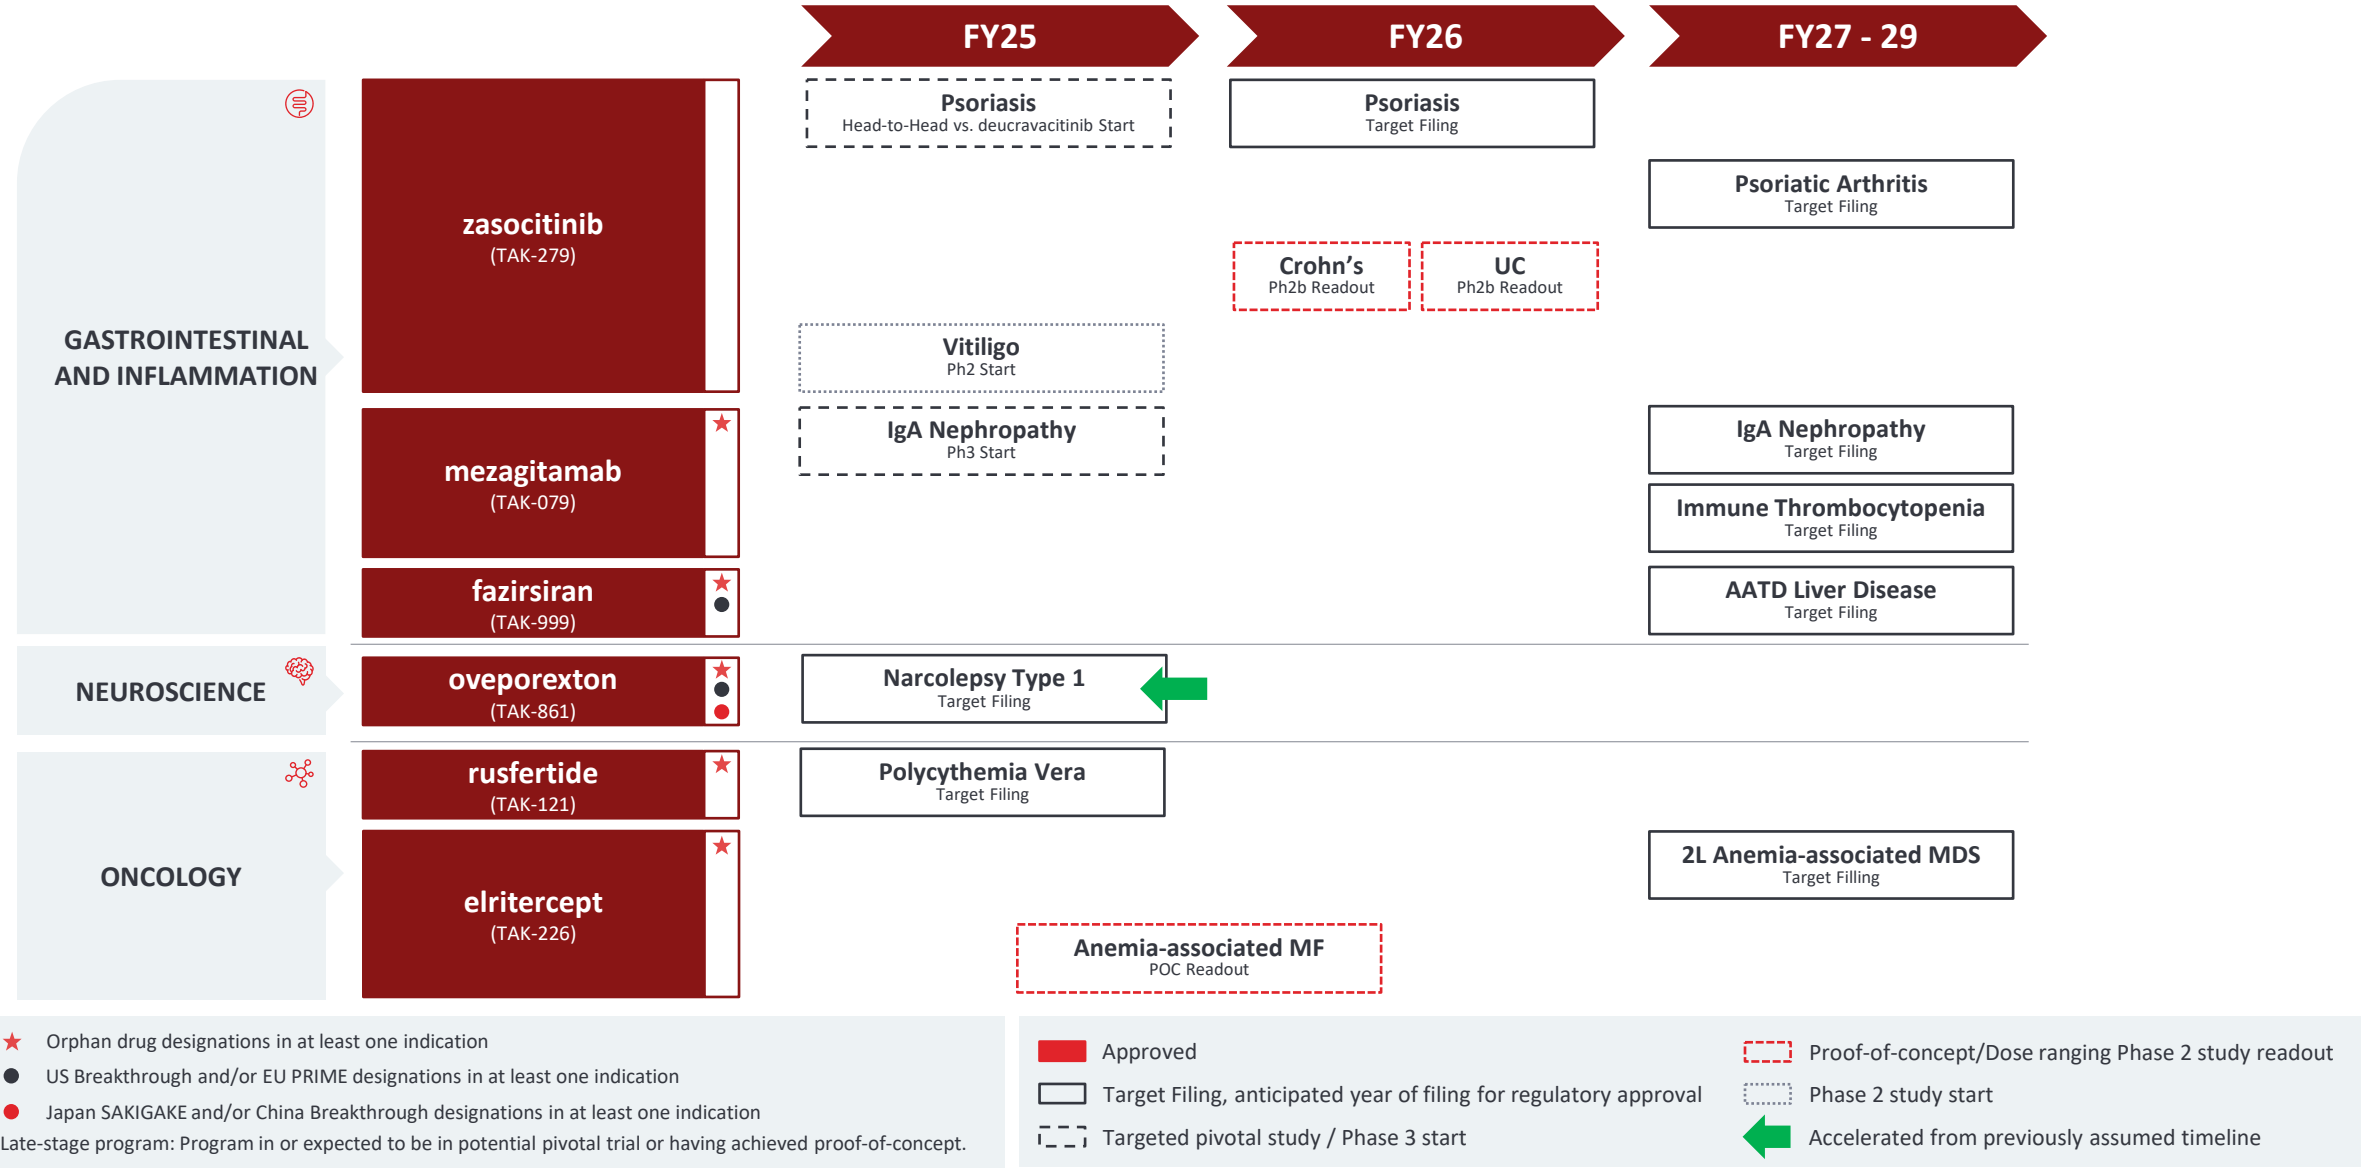 FY25
FY26
FY27 - 29
GASTROINTESTINAL
AND INFLAMMATION
zasocitinib
(TAK-279)
Psoriasis
Head-to-Head vs. deucravacitinib Start
Psoriasis
Target Filing
Psoriatic Arthritis
Target Filing
Crohn’s
Ph2b Readout
UC
Ph2b Readout
Vitiligo
Ph2 Start
mezagitamab
(TAK-079)
IgA Nephropathy
Ph3 Start
IgA Nephropathy
Target Filing
Immune Thrombocytopenia
Target Filing
fazirsiran
(TAK-999)
AATD Liver Disease
Target Filing
NEUROSCIENCE
oveporexton
(TAK-861)
Narcolepsy Type 1
Target Filing
ONCOLOGY
rusfertide
(TAK-121)
Polycythemia Vera
Target Filing
elritercept
(TAK-226)
2L Anemia-associated MDS
Target Filling
Anemia-associated MF
POC Readout
Orphan drug designations in at least one indication
US Breakthrough and/or EU PRIME designations in at least one indication
Japan SAKIGAKE and/or China Breakthrough designations in at least one indication
Late-stage program: Program in or expected to be in potential pivotal trial or having achieved proof-of-concept.
Approved
Target Filing, anticipated year of filing for regulatory approval
Targeted pivotal study / Phase 3 start
Proof-of-concept/Dose ranging Phase 2 study readout
Phase 2 study start
Accelerated from previously assumed timeline